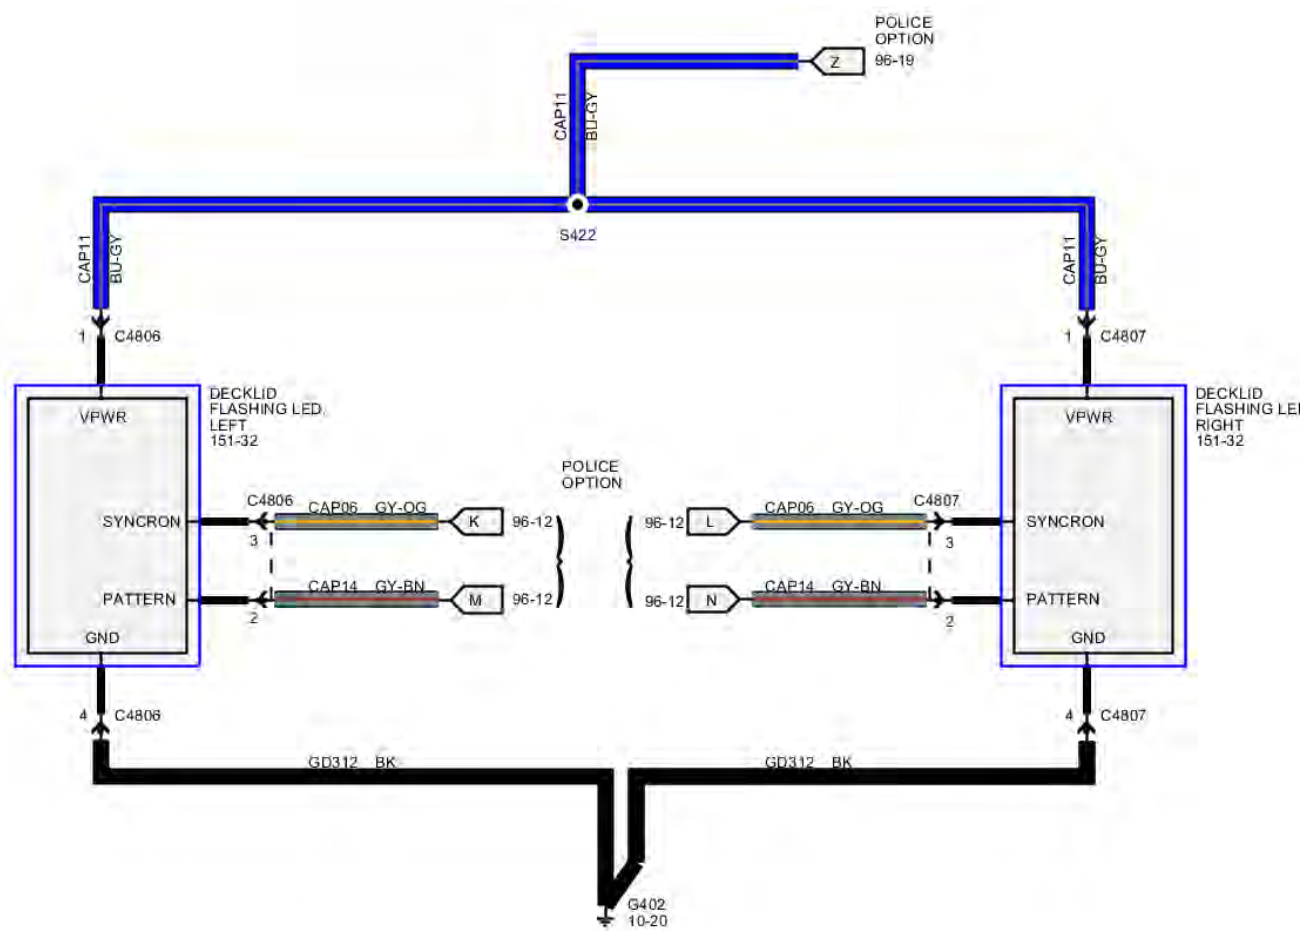 POLICE
OPTION
Z
96-19
CAP11
BU-GY
S422
CAP11
BU-GY
CAP11
BU-GY
1
C4806
1
C4807
DECKLID
FLASHING LED,
LEFT
151-32
VPWR
DECKLID
FLASHING LE
RIGHT
151-32
VPWR
POLICE
OPTION
SYNCRON
C4806
3
CAP06 GY-OG
K
96-12
96-12
L
CAP06 GY-OG
C4807
3
SYNCRON
PATTERN
2
CAP14 GY-BN
M
96-12
96-12
N
CAP14 GY-BN
2
PATTERN
GND
GND
4
C4806
4
C4807
GD312 BK
GD312 BK
G402
10-20